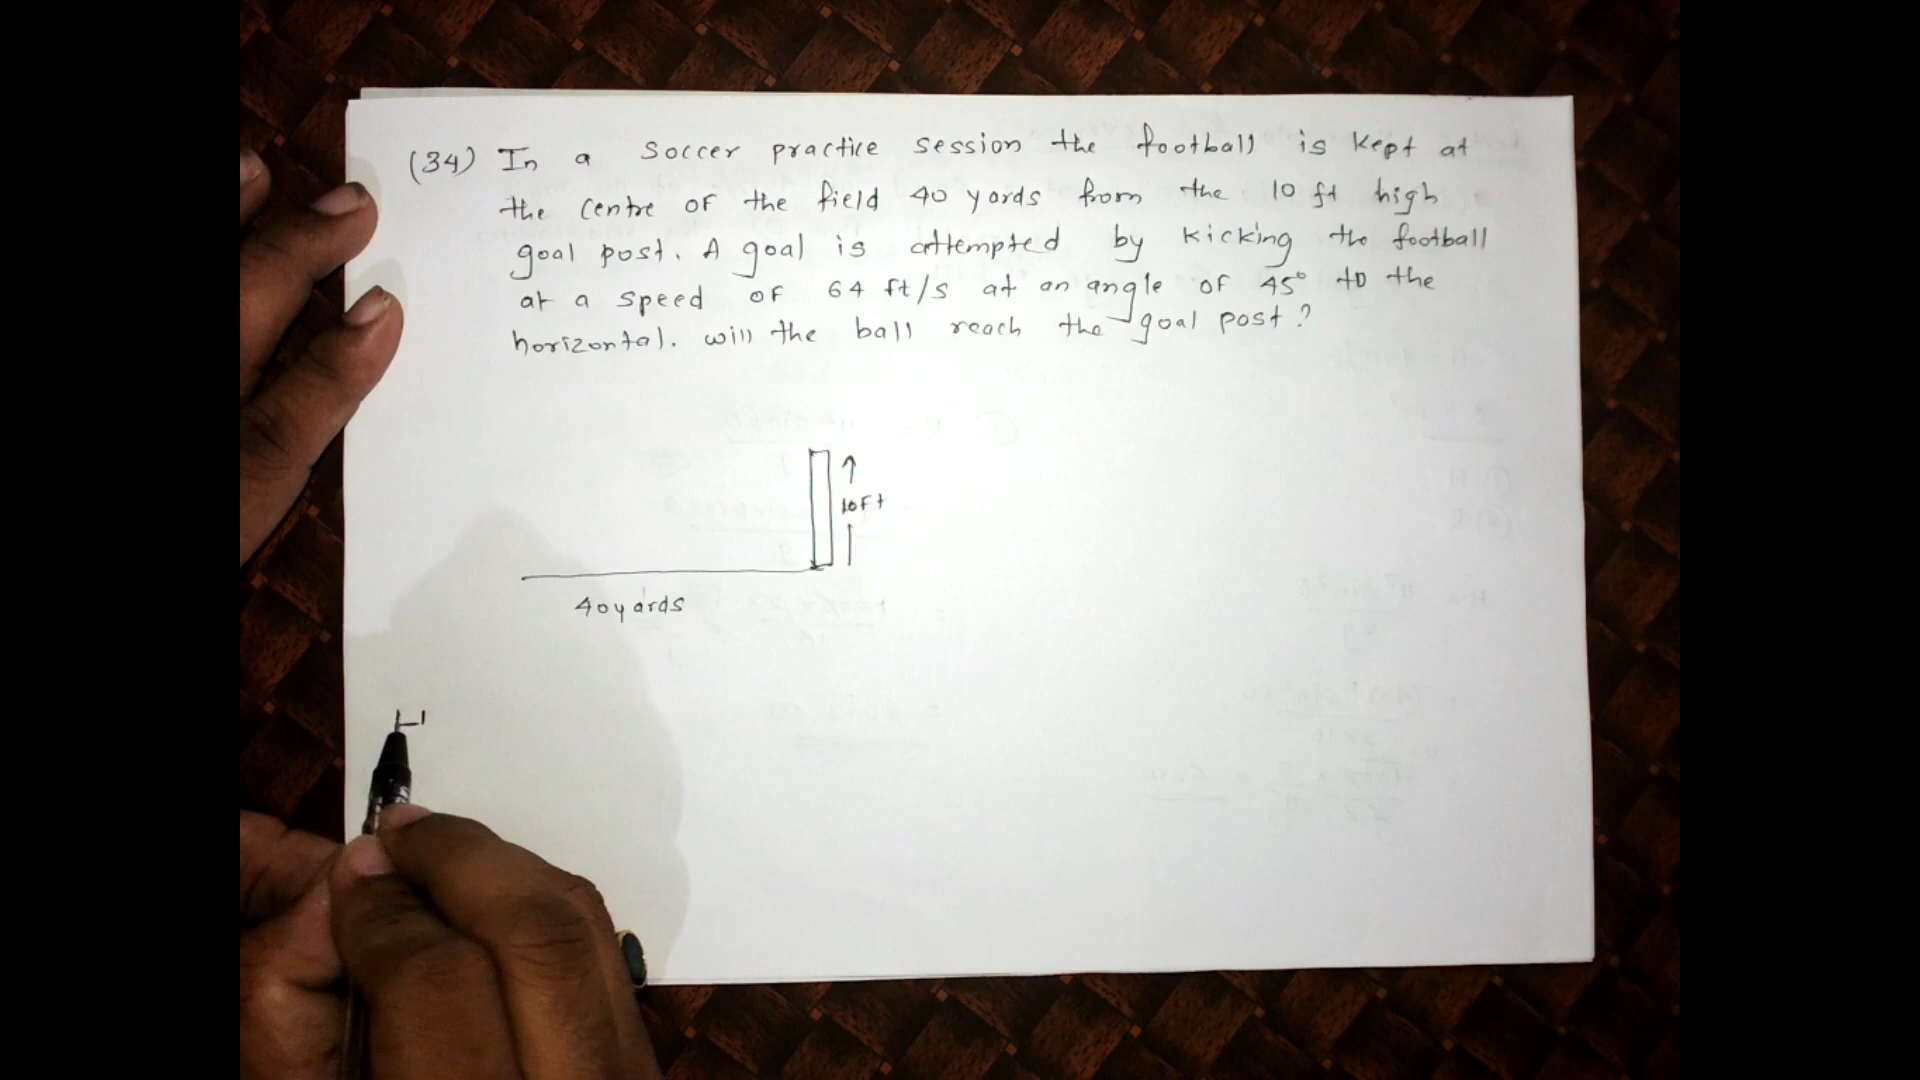 (34) In a soccer practice session the football is kept at
the centre of the field 40 yards from the 10 ft high
goal post. A goal is attempted by kicking the football
at a speed of 64 ft/s at an angle of 45° to the
horizontal. will the ball reach the goal post?
10Ft
40yards